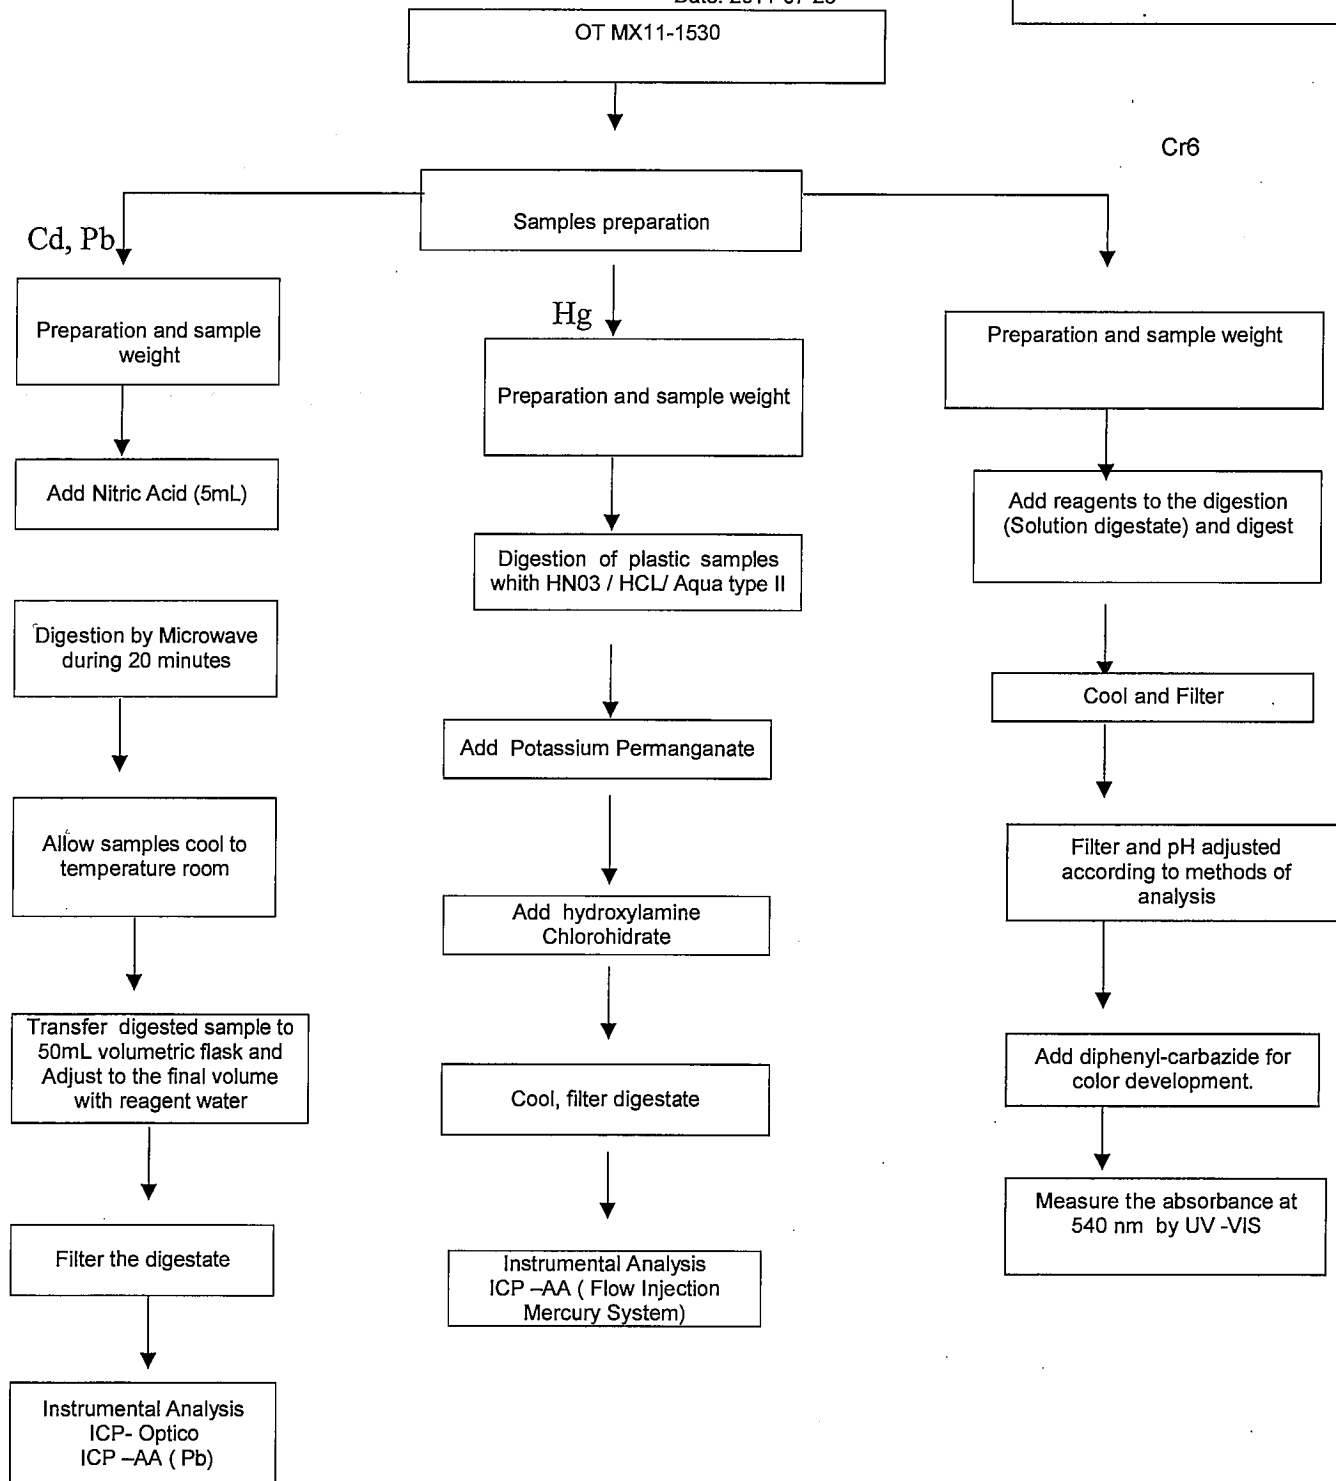 OT MX11-1530
Cr6
Samples preparation
Cd, Pb
Preparation and sample
weight
Add Nitric Acid (5mL)
Digestion by Microwave
during 20 minutes
Allow samples cool to
temperature room
Transfer digested sample to
50mL volumetric flask and
Adjust to the final volume
with reagent water
Filter the digestate
Instrumental Analysis
ICP- Optico
ICP –AA ( Pb)
Hg
Preparation and sample weight
Digestion of plastic samples
whith HN03 / HCL/ Aqua type II
Add Potassium Permanganate
Add hydroxylamine
Chlorohidrate
Cool, filter digestate
Instrumental Analysis
ICP –AA ( Flow Injection
Mercury System)
Preparation and sample weight
Add reagents to the digestion
(Solution digestate) and digest
Cool and Filter
Filter and pH adjusted
according to methods of
analysis
Add diphenyl-carbazide for
color development.
Measure the absorbance at
540 nm by UV -VIS